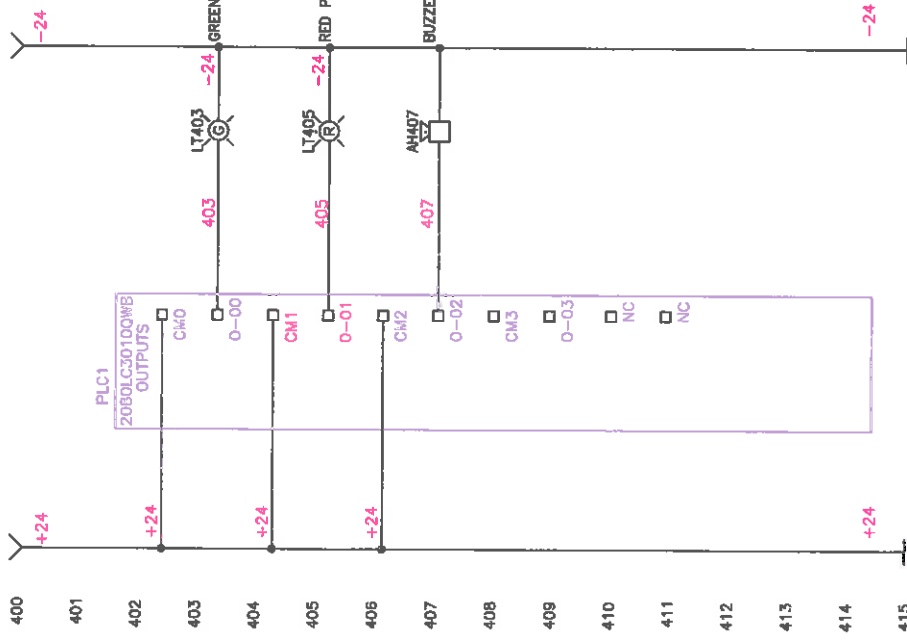 400
401
402
403
404
405
406
407
408
409
410
411
412
413
414
415
+24
+24
+24
+24
+24
PLC1
2080LC3010QWB
OUTPUTS
CM0
O-00
CM1
O-01
CM2
O-02
CM3
O-03
NC
NC
403
405
407
LT403
G
LT405
R
AH407
-24
-24
-24
-24
GREEN
RED P
BUZZE